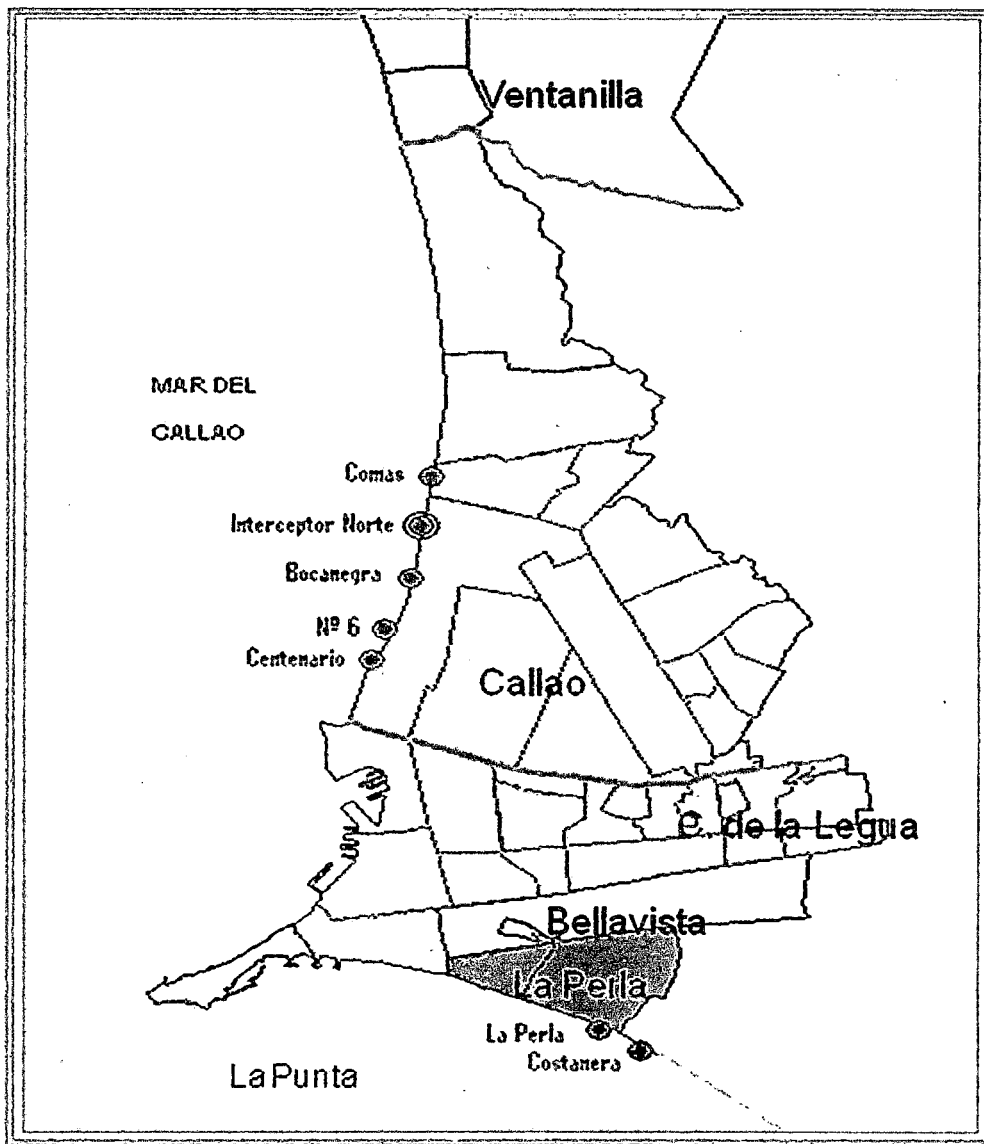 Ventanilla
MAR DEL
CALLAO
Comas
Interceptor Norte
Bocanegra
Nº 6
Centenario
Callao
e. de la Legua
Bellavista
La Perla
La Perla
Costanera
La Punta